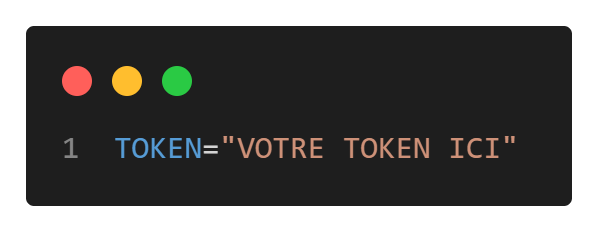 1 TOKEN="VOTRE TOKEN ICI"